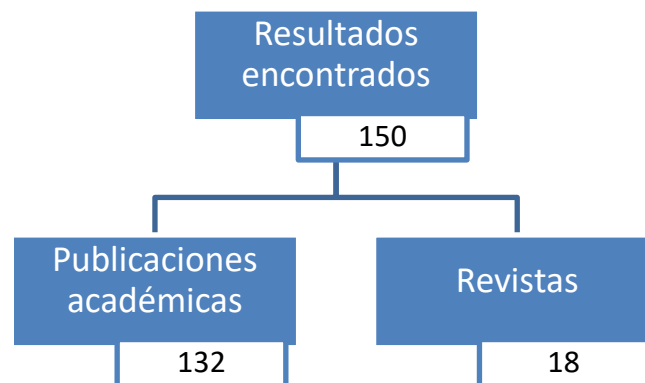 Resultados
encontrados
150
Publicaciones
académicas
132
Revistas
18